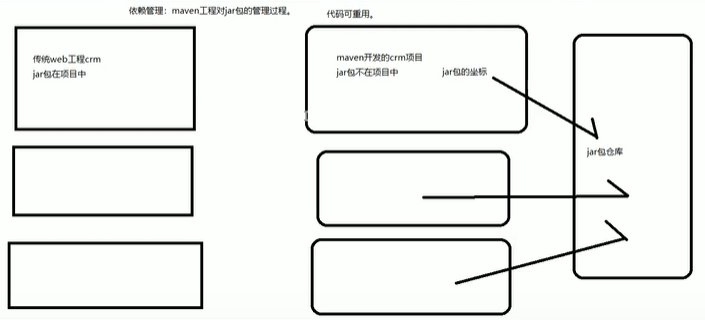 依赖管理：maven工程对jar包的管理过程。 代码可重用。
传统web工程crm
jar包在项目中
maven开发的crm项目
jar包不在项目中 jar包的坐标
jar包仓库